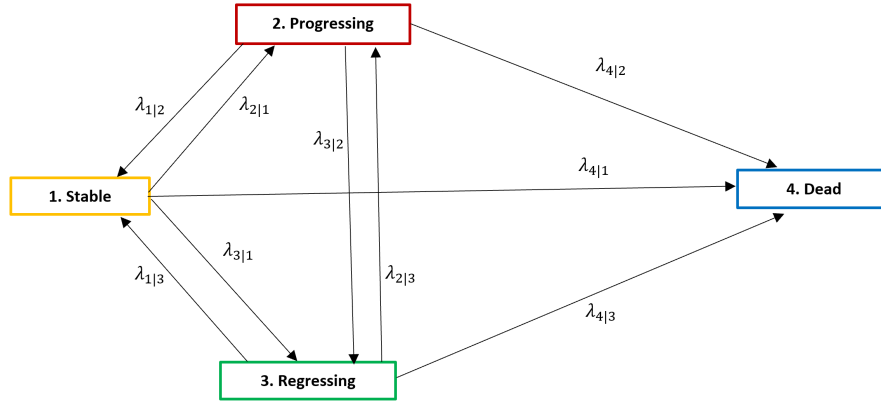 2. Progressing
λ4|2
λ1|2
λ2|1
λ3|2
λ4|1
1. Stable
4. Dead
λ3|1
λ1|3
λ2|3
λ4|3
3. Regressing